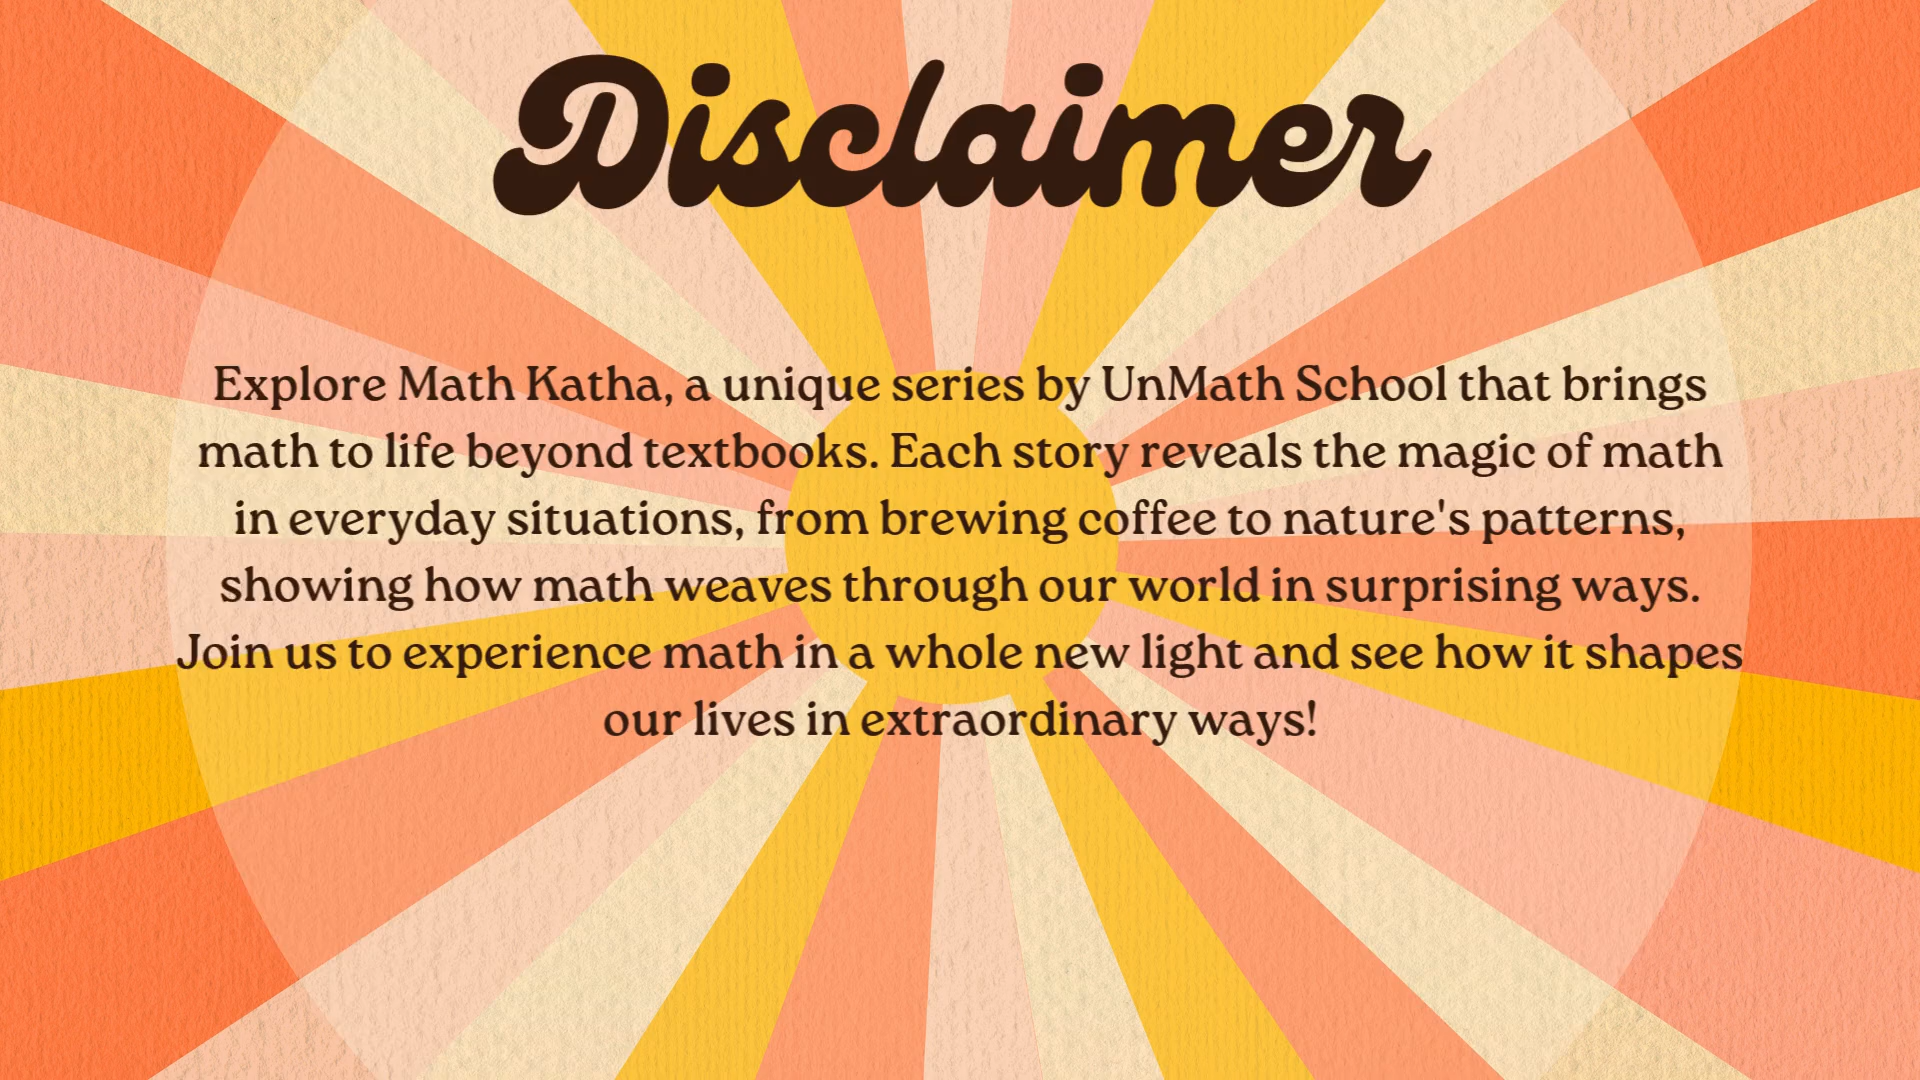 Disclaimer
Explore Math Katha, a unique series by UnMath School that brings
math to life beyond textbooks. Each story reveals the magic of math
in everyday situations, from brewing coffee to nature's patterns,
showing how math weaves through our world in surprising ways.
Join us to experience math in a whole new light and see how it shapes
our lives in extraordinary ways!